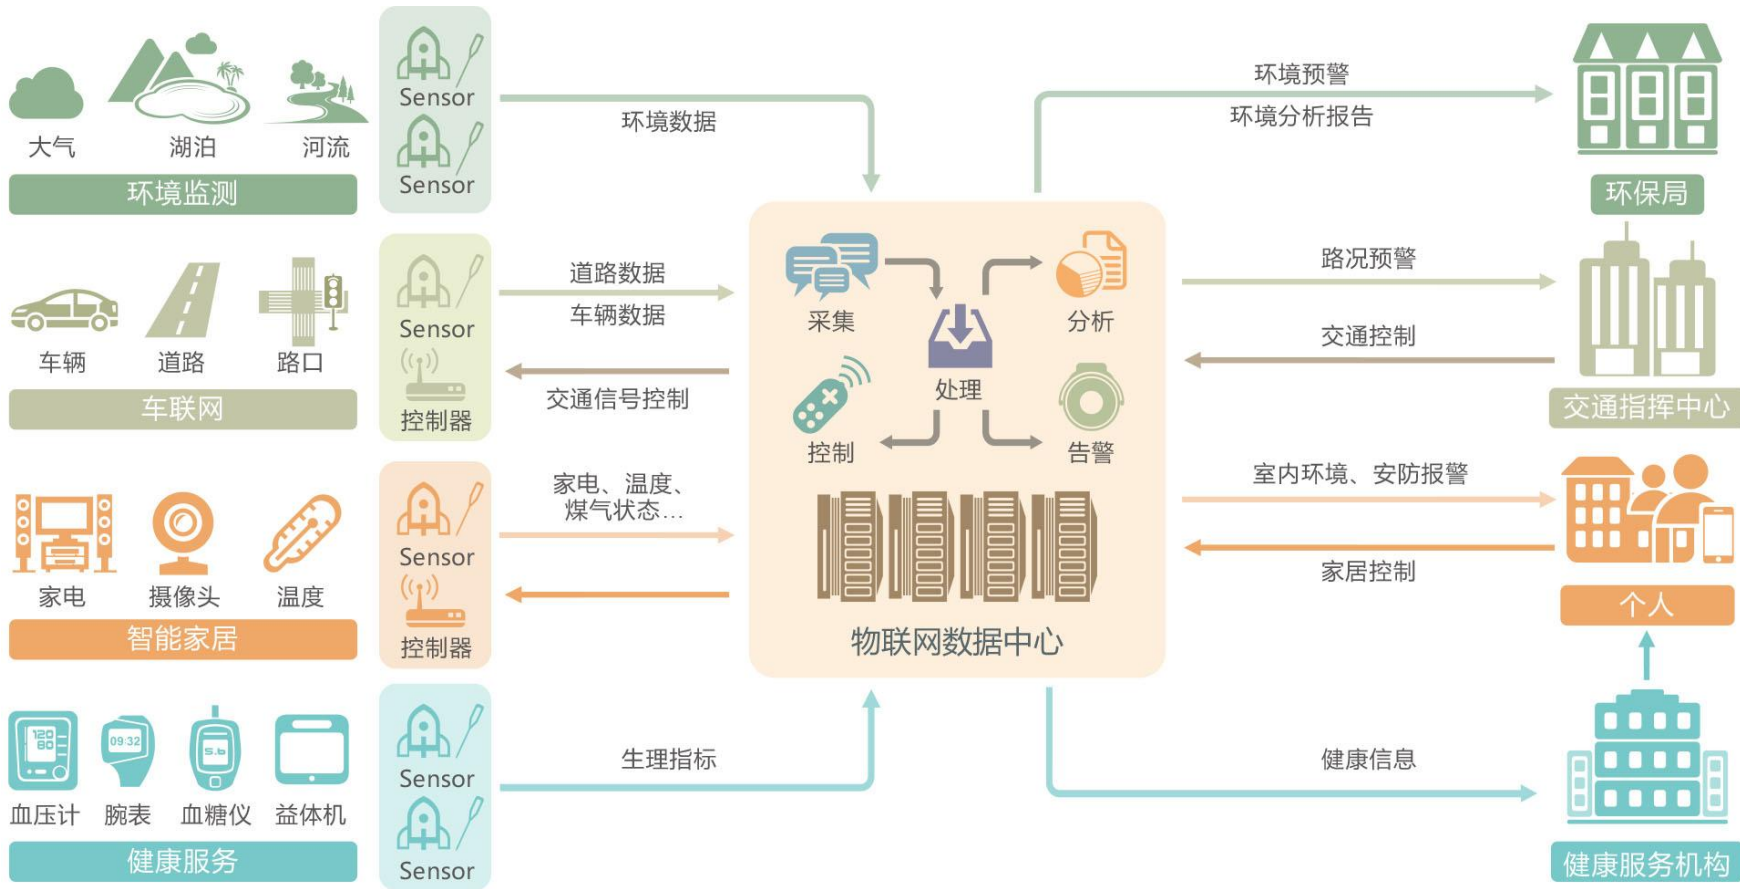 大气
湖泊
河流
环境监测
Sensor
Sensor
环境数据
环境预警
环境分析报告
环保局
车辆
道路
路口
车联网
Sensor
控制器
道路数据
车辆数据
交通信号控制
路况预警
交通控制
交通指挥中心
采集
处理
分析
控制
告警
物联网数据中心
家电
摄像头
温度
智能家居
Sensor
控制器
家电、温度、
煤气状态...
室内环境、安防报警
家居控制
个人
120
80
09:32
5.6
血压计
腕表
血糖仪
益体机
健康服务
Sensor
Sensor
生理指标
健康信息
健康服务机构